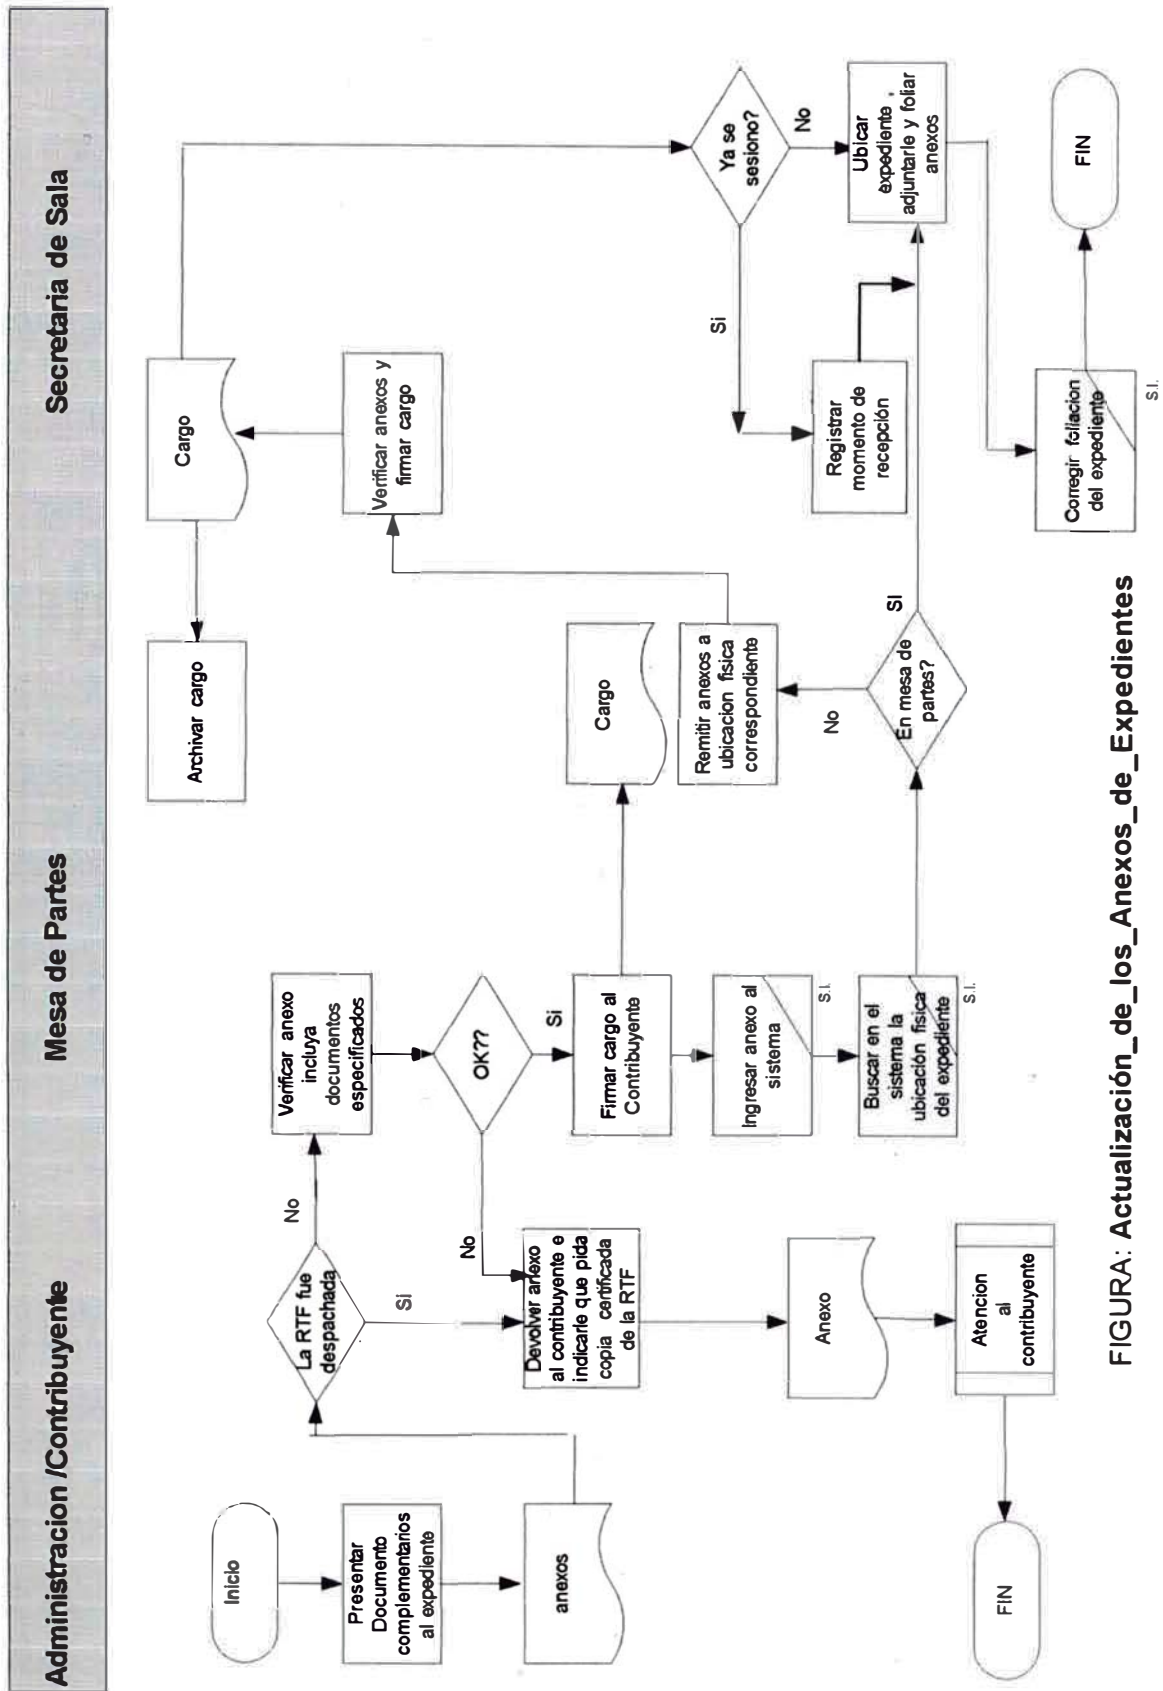 Administracion /Contribuyente
Mesa de Partes
Secretaria de Sala
Inicio
Presentar
Documento
complementarios
al expediente
anexos
La RTF fue
despachada
No
Si
Verificar anexo
incluya
documentos
especificados
OK??
No
Si
Devolver anexo
al contribuyente e
indicarle que pida
copia certificada
de la RTF
Anexo
Atencion
al
contribuyente
FIN
Firmar cargo al
Contribuyente
Cargo
Ingresar anexo al
sistema
S.I.
Buscar en el
sistema la
ubicación fisica
del expediente
S.I.
En mesa de
partes?
No
SI
Remitir anexos a
ubicacion fisica
correspondiente
Verificar anexos y
firmar cargo
Cargo
Archivar cargo
Ya se
sesiono?
Si
No
Registrar
momento de
recepción
Ubicar
expediente ,
adjuntarle y foliar
anexos
Corregir foliacion
del expediente
S.I.
FIN
FIGURA: Actualización_de_los_Anexos_de_Expedientes